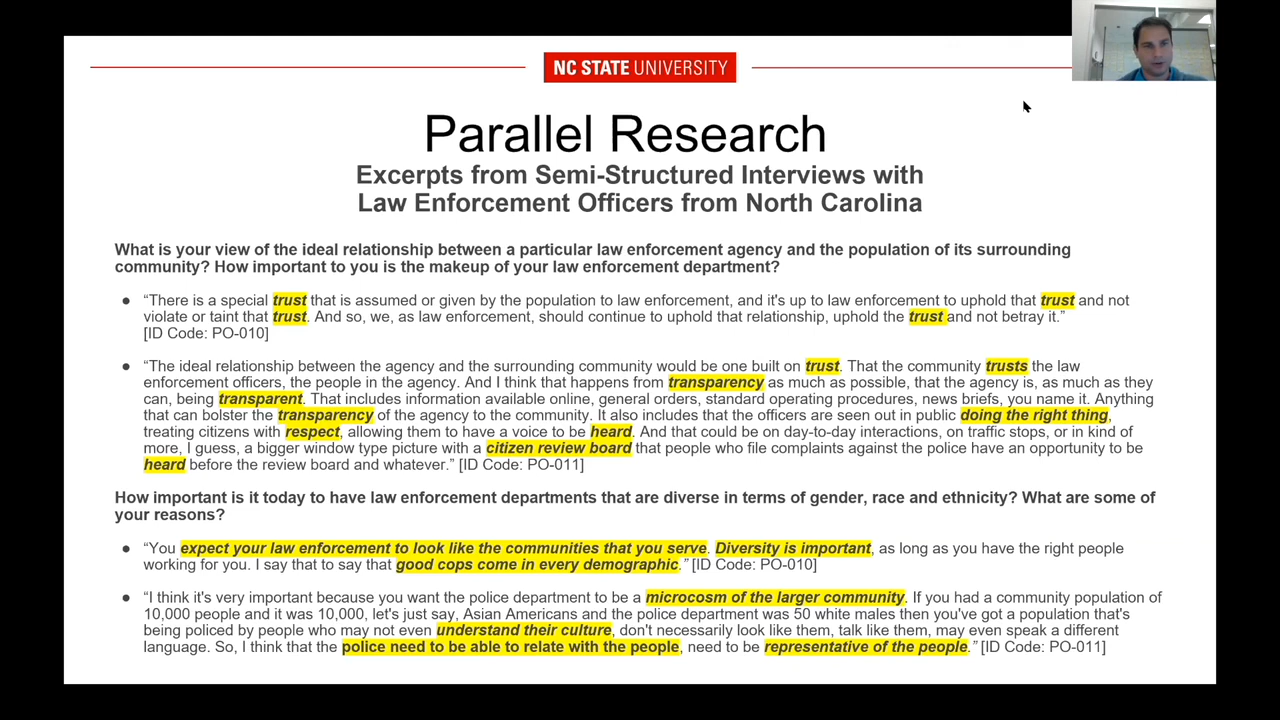 NC STATE UNIVERSITY
Parallel Research
Excerpts from Semi-Structured Interviews with
Law Enforcement Officers from North Carolina
What is your view of the ideal relationship between a particular law enforcement agency and the population of its surrounding
community? How important to you is the makeup of your law enforcement department?
● “There is a special trust that is assumed or given by the population to law enforcement, and it's up to law enforcement to uphold that trust and not
violate or taint that trust. And so, we, as law enforcement, should continue to uphold that relationship, uphold the trust and not betray it.”
[ID Code: PO-010]
● “The ideal relationship between the agency and the surrounding community would be one built on trust. That the community trusts the law
enforcement officers, the people in the agency. And I think that happens from transparency as much as possible, that the agency is, as much as they
can, being transparent. That includes information available online, general orders, standard operating procedures, news briefs, you name it. Anything
that can bolster the transparency of the agency to the community. It also includes that the officers are seen out in public doing the right thing,
treating citizens with respect, allowing them to have a voice to be heard. And that could be on day-to-day interactions, on traffic stops, or in kind of
more, I guess, a bigger window type picture with a citizen review board that people who file complaints against the police have an opportunity to be
heard before the review board and whatever.” [ID Code: PO-011]
How important is it today to have law enforcement departments that are diverse in terms of gender, race and ethnicity? What are some of
your reasons?
● “You expect your law enforcement to look like the communities that you serve. Diversity is important, as long as you have the right people
working for you. I say that to say that good cops come in every demographic.” [ID Code: PO-010]
● “I think it's very important because you want the police department to be a microcosm of the larger community. If you had a community population of
10,000 people and it was 10,000, let's just say, Asian Americans and the police department was 50 white males then you've got a population that's
being policed by people who may not even understand their culture, don't necessarily look like them, talk like them, may even speak a different
language. So, I think that the police need to be able to relate with the people, need to be representative of the people.” [ID Code: PO-011]